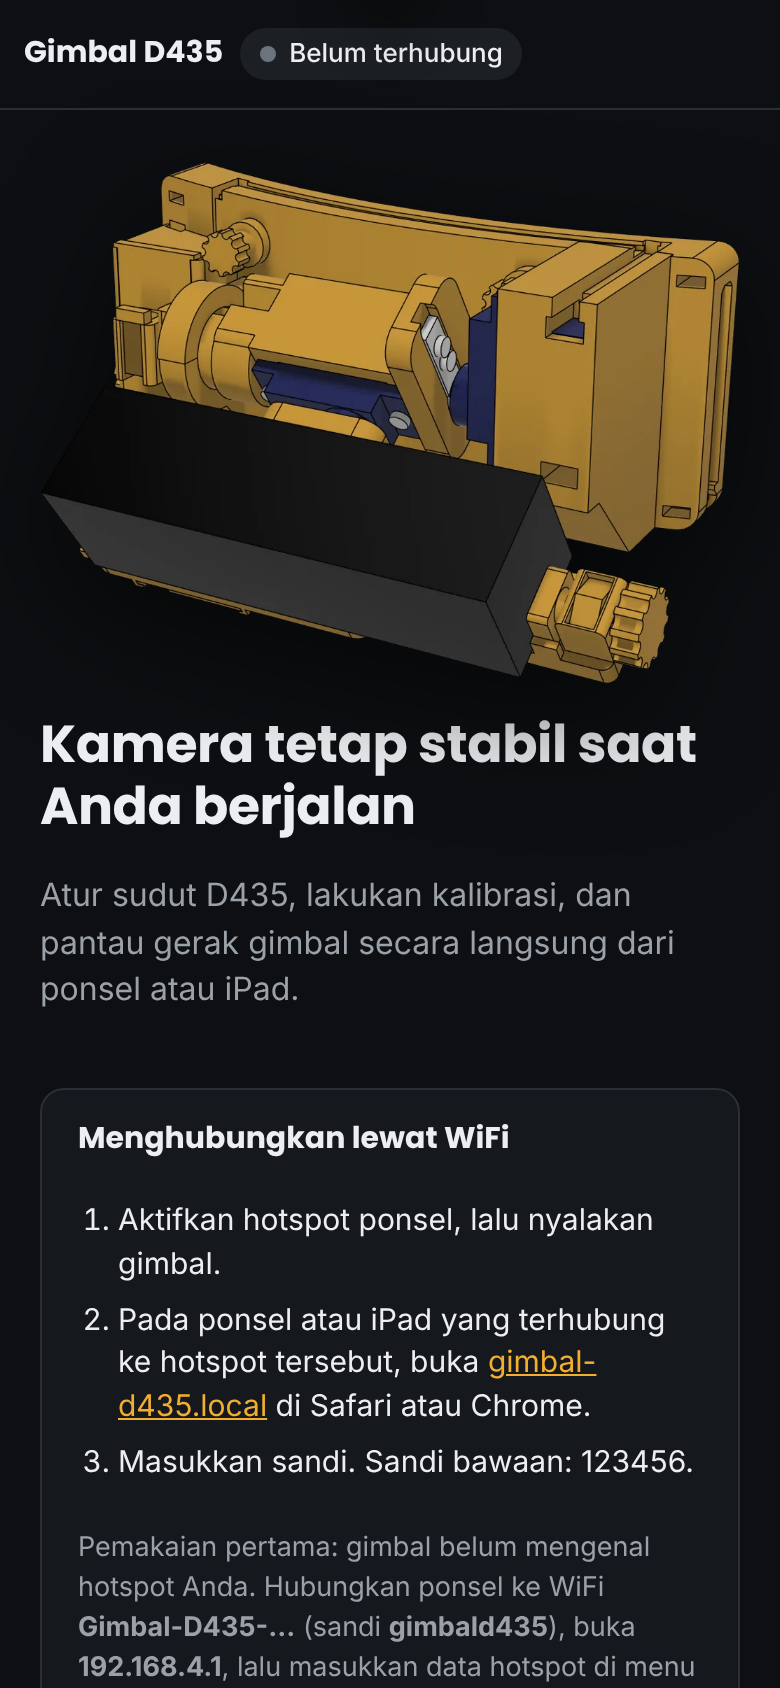 Gimbal D435
Belum terhubung
Kamera tetap stabil saat
Anda berjalan
Atur sudut D435, lakukan kalibrasi, dan
pantau gerak gimbal secara langsung dari
ponsel atau iPad.
Menghubungkan lewat WiFi
1. Aktifkan hotspot ponsel, lalu nyalakan
gimbal.
2. Pada ponsel atau iPad yang terhubung
ke hotspot tersebut, buka gimbal-
d435.local di Safari atau Chrome.
3. Masukkan sandi. Sandi bawaan: 123456.
Pemakaian pertama: gimbal belum mengenal
hotspot Anda. Hubungkan ponsel ke WiFi
Gimbal-D435-... (sandi gimbald435), buka
192.168.4.1, lalu masukkan data hotspot di menu